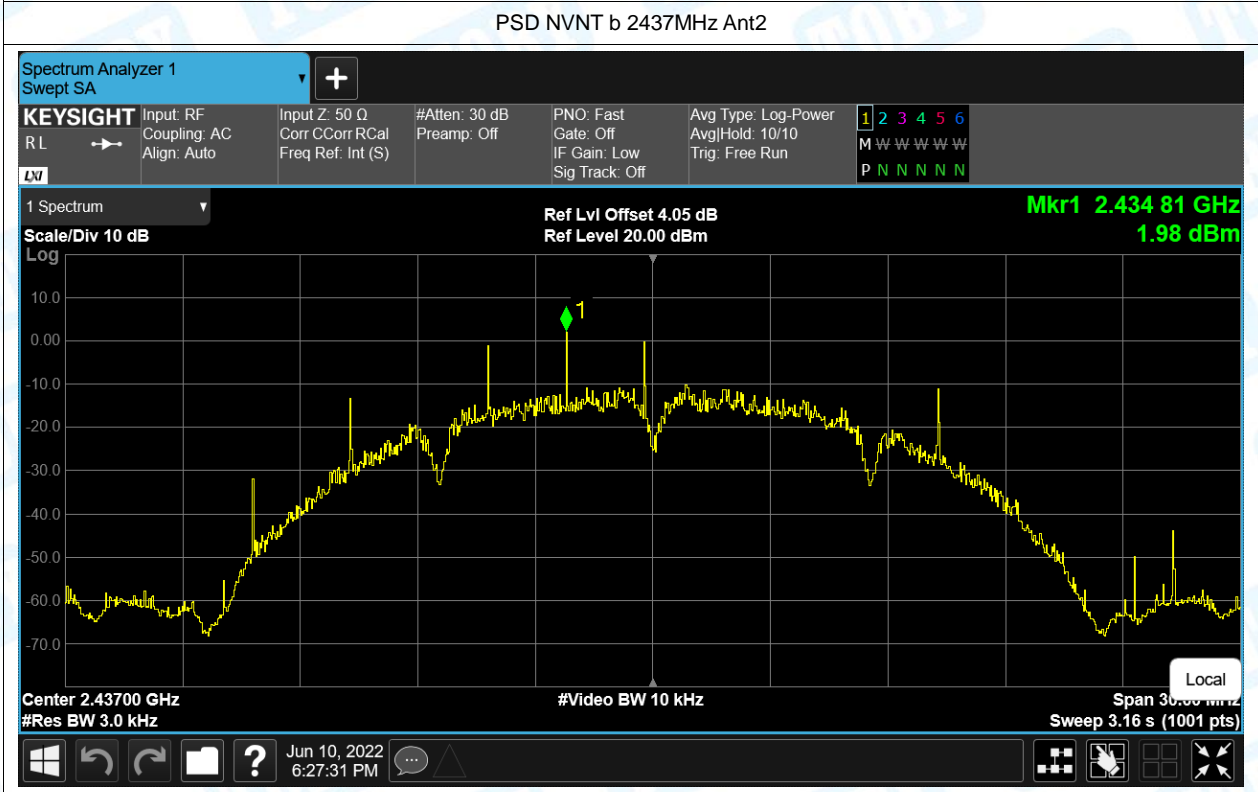 PSD NVNT b 2437MHz Ant2
Spectrum Analyzer 1
Swept SA
KEYSIGHT
R L
LXI
Input: RF
Coupling: AC
Align: Auto
Input Z: 50 Ω
Corr CCorr RCal
Freq Ref: Int (S)
#Atten: 30 dB
Preamp: Off
PNO: Fast
Gate: Off
IF Gain: Low
Sig Track: Off
Avg Type: Log-Power
Avg|Hold: 10/10
Trig: Free Run
1 2 3 4 5 6
M W W W W W
P N N N N N
1 Spectrum
Scale/Div 10 dB
Log
Ref Lvl Offset 4.05 dB
Ref Level 20.00 dBm
Mkr1 2.434 81 GHz
1.98 dBm
1
10.0
0.00
-10.0
-20.0
-30.0
-40.0
-50.0
-60.0
-70.0
Local
Center 2.43700 GHz
#Video BW 10 kHz
Span 30.00 MHz
#Res BW 3.0 kHz
Sweep 3.16 s (1001 pts)
?
Jun 10, 2022
6:27:31 PM